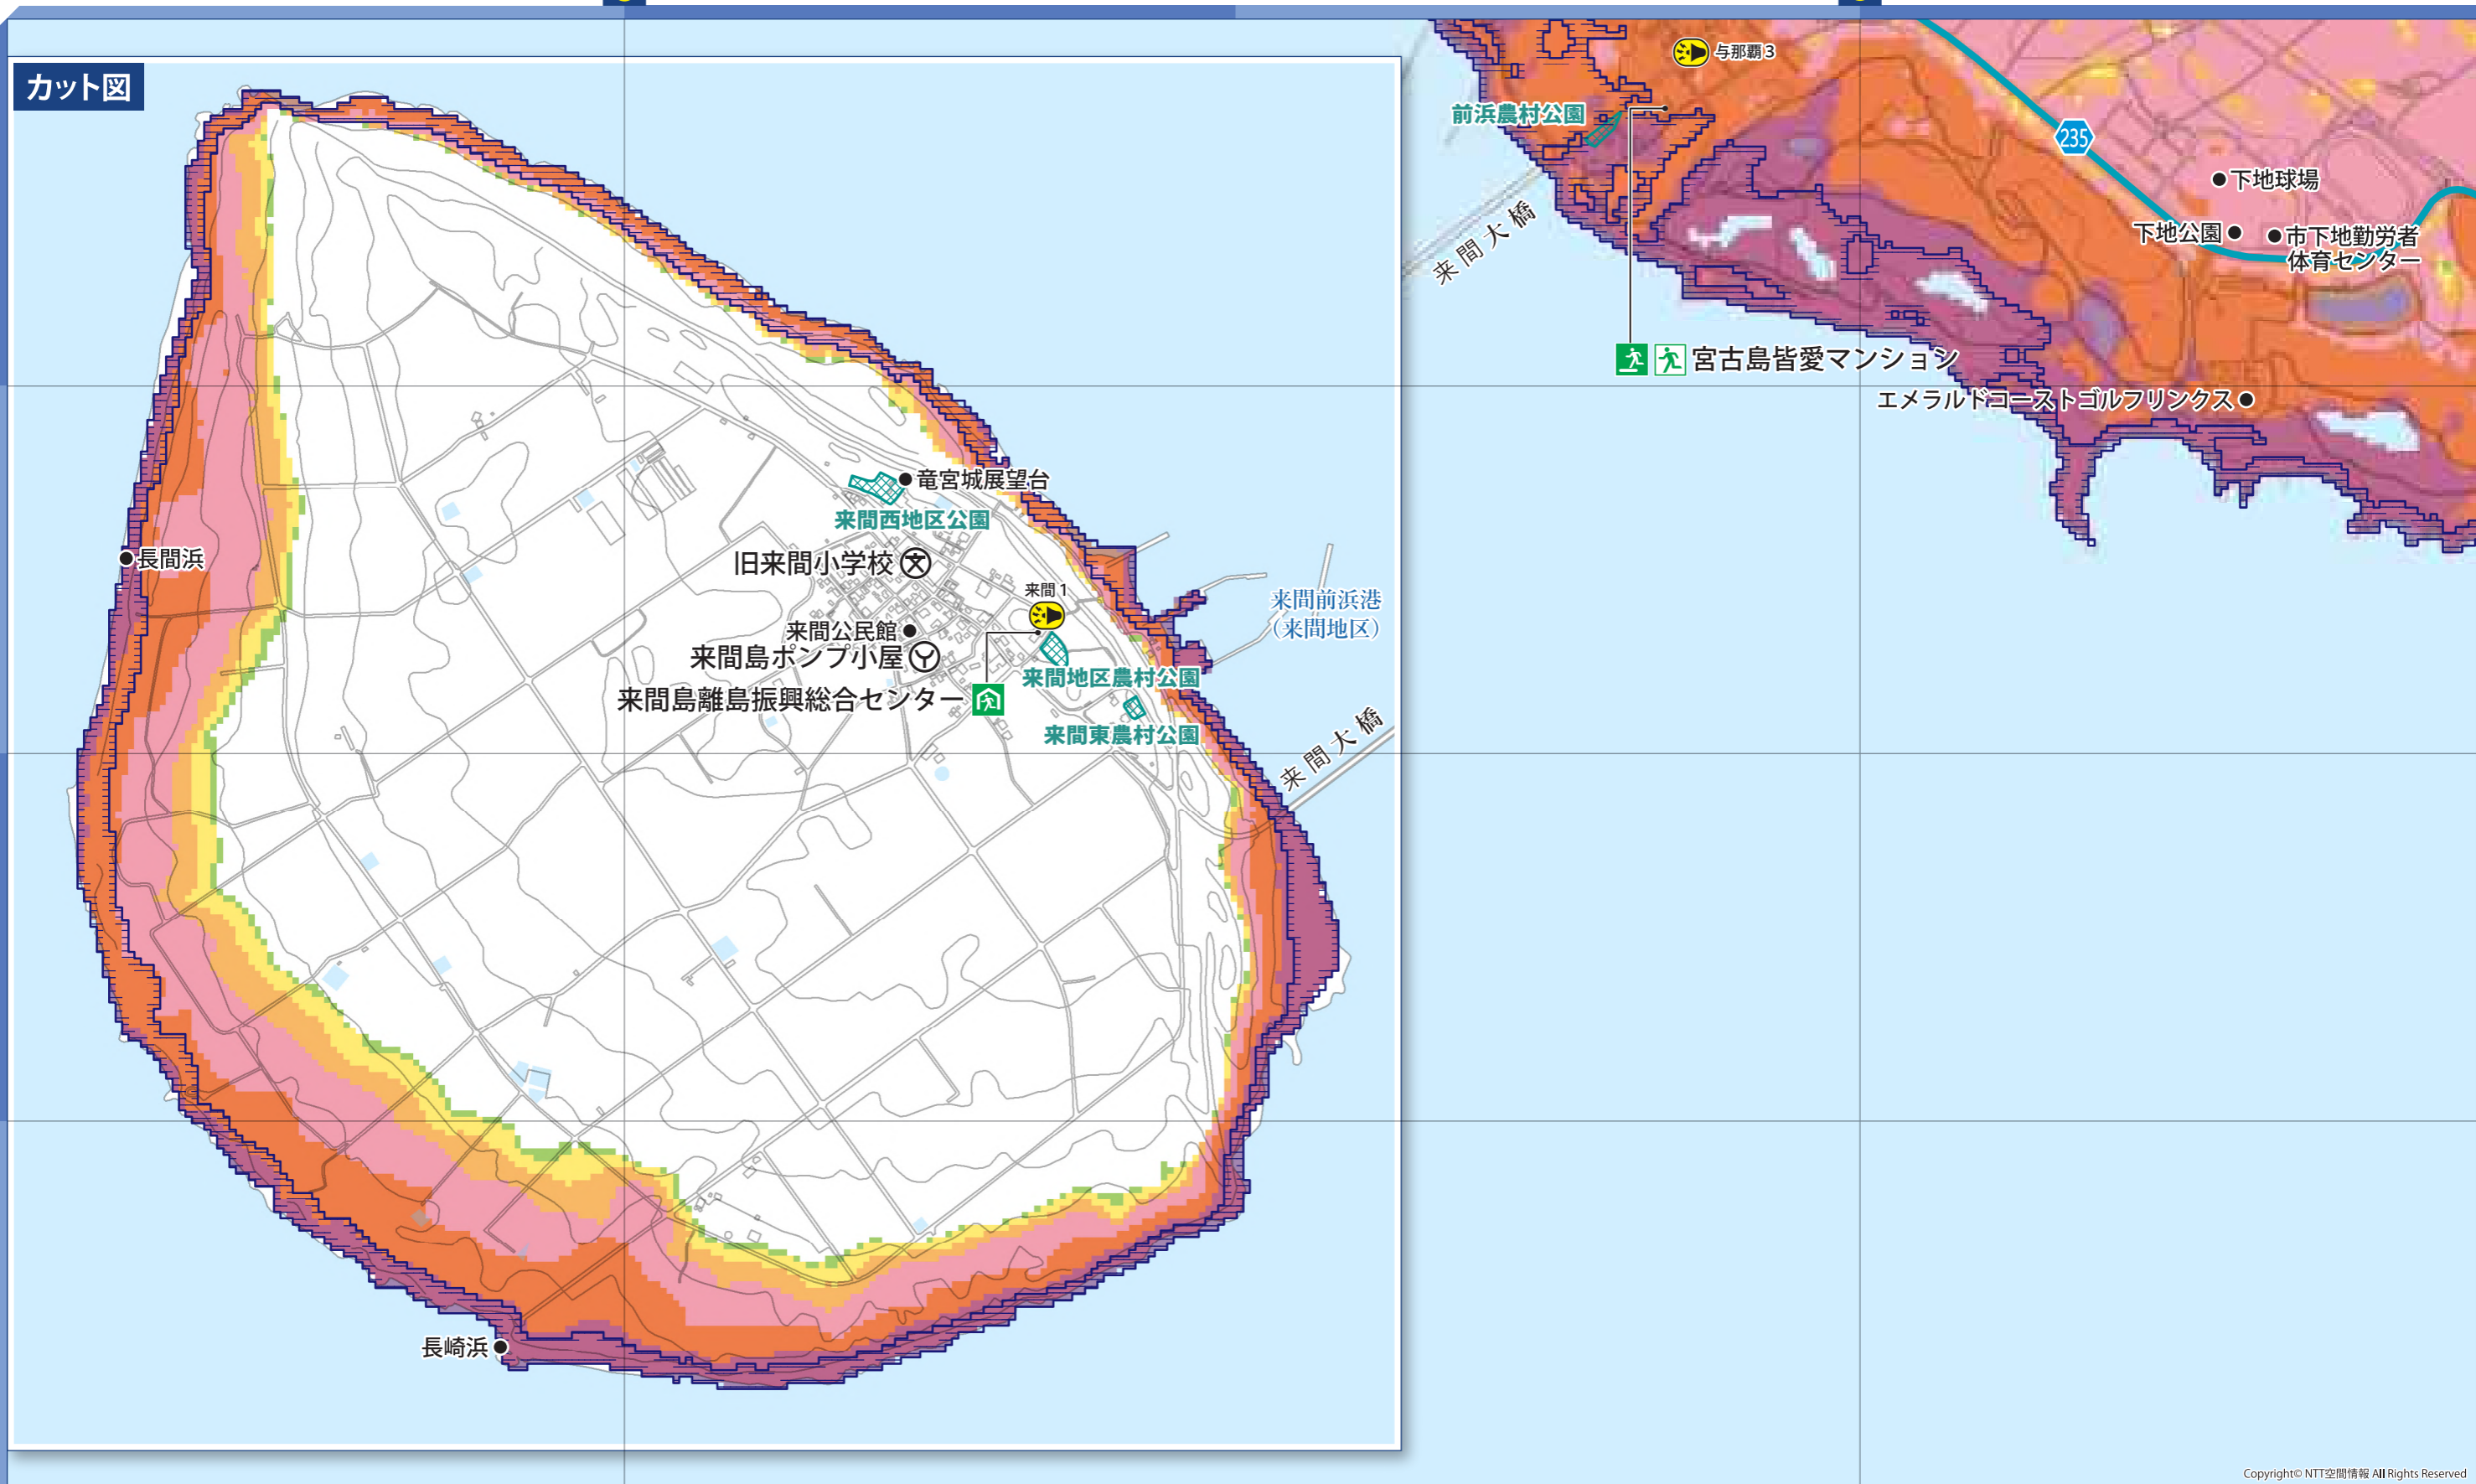 カット図
与那覇3
前浜農村公園
235
下地球場
下地公園
市下地勤労者
体育センター
来間大橋
宮古島皆愛マンション
エメラルドコーストゴルフリンクス
竜宮城展望台
来間西地区公園
長間浜
旧来間小学校
文
来間1
来間前浜港
(来間地区)
来間公民館
来間島ポンプ小屋
来間地区農村公園
来間島離島振興総合センター
来間東農村公園
来間大橋
長崎浜
Copyright© NTT空間情報 All Rights Reserved